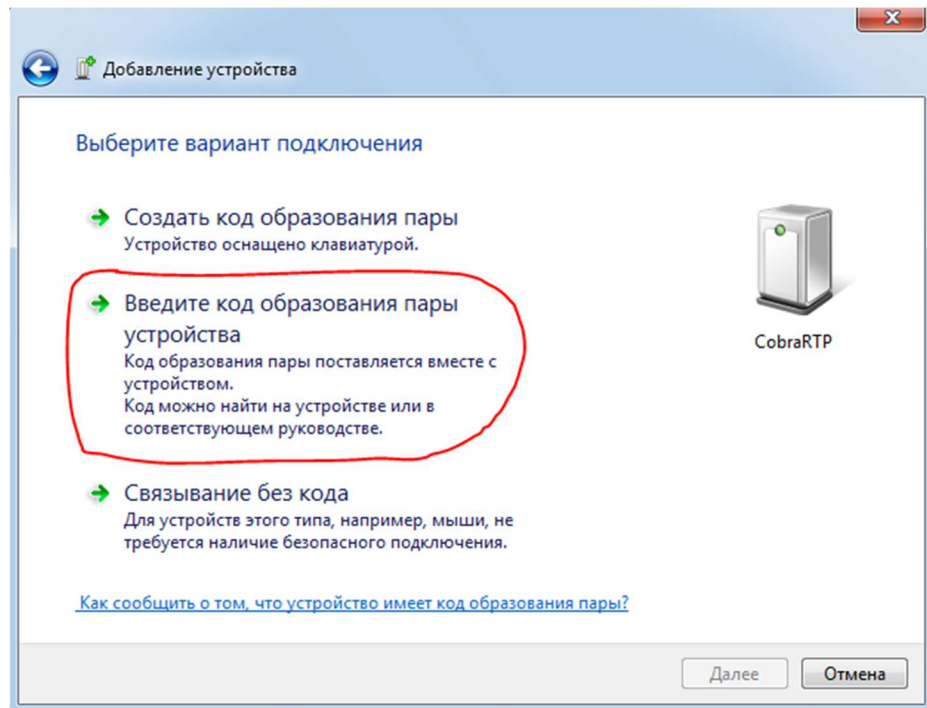 Добавление устройства
Выберите вариант подключения
Создать код образования пары
Устройство оснащено клавиатурой.
Введите код образования пары
устройства
Код образования пары поставляется вместе с
устройством.
Код можно найти на устройстве или в
соответствующем руководстве.
CobraRTP
Связывание без кода
Для устройств этого типа, например, мыши, не
требуется наличие безопасного подключения.
Как сообщить о том, что устройство имеет код образования пары?
Далее
Отмена